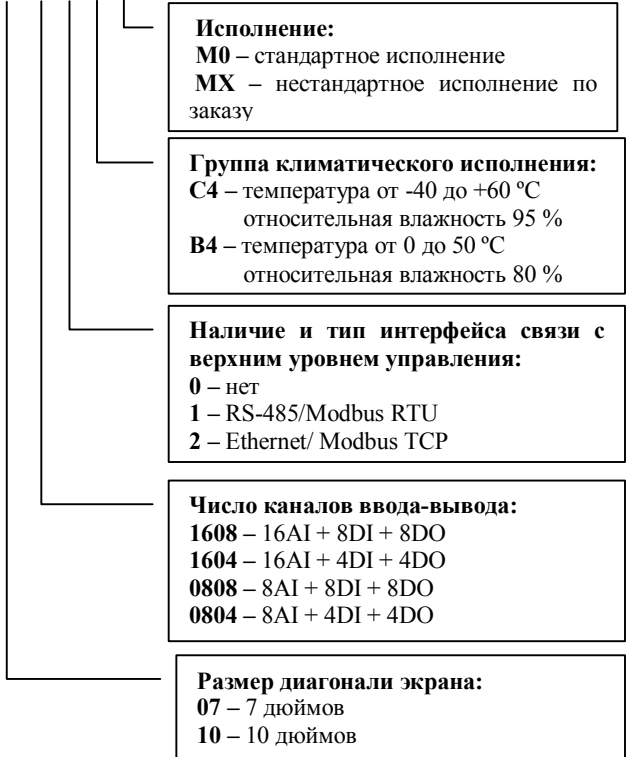 Исполнение:
М0 – стандартное исполнение
МХ – нестандартное исполнение по
заказу
Группа климатического исполнения:
С4 – температура от -40 до +60 ºС
относительная влажность 95 %
В4 – температура от 0 до 50 ºС
относительная влажность 80 %
Наличие и тип интерфейса связи с
верхним уровнем управления:
0 – нет
1 – RS-485/Modbus RTU
2 – Ethernet/ Modbus TCP
Число каналов ввода-вывода:
1608 – 16AI + 8DI + 8DO
1604 – 16AI + 4DI + 4DO
0808 – 8AI + 8DI + 8DO
0804 – 8AI + 4DI + 4DO
Размер диагонали экрана:
07 – 7 дюймов
10 – 10 дюймов